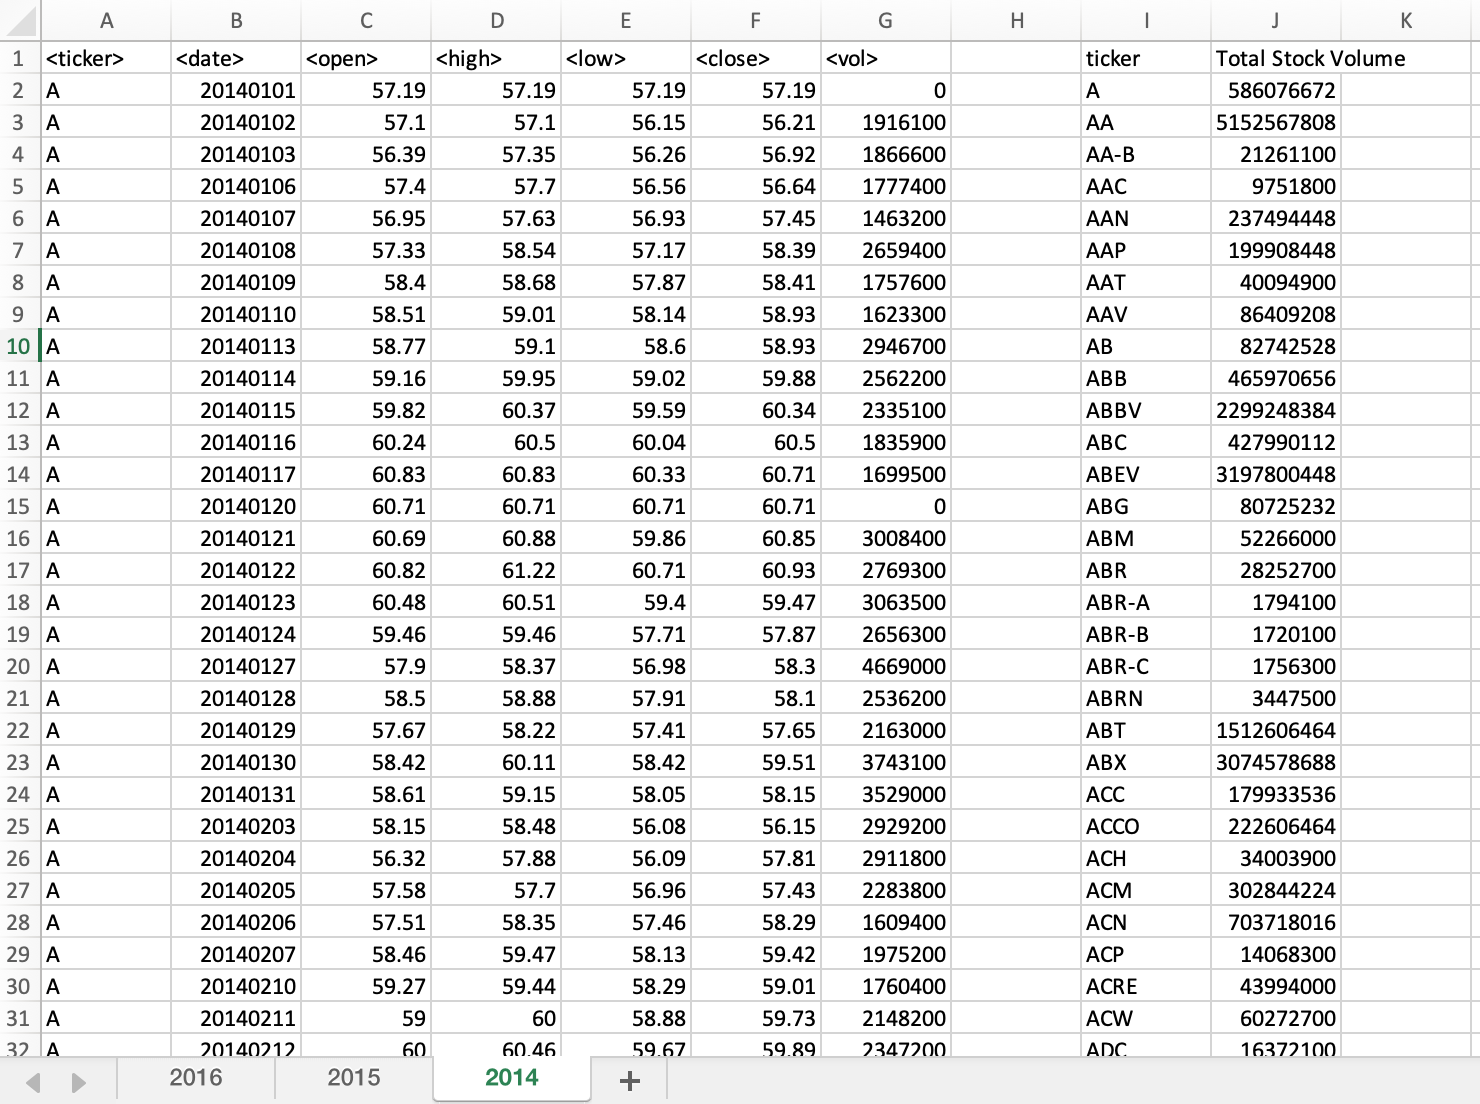 A B C D E F G H I J K
1 <ticker> <date> <open> <high> <low> <close> <vol> ticker Total Stock Volume
2 A 20140101 57.19 57.19 57.19 57.19 0 A 586076672
3 A 20140102 57.1 57.1 56.15 56.21 1916100 AA 5152567808
4 A 20140103 56.39 57.35 56.26 56.92 1866600 AA-B 21261100
5 A 20140106 57.4 57.7 56.56 56.64 1777400 AAC 9751800
6 A 20140107 56.95 57.63 56.93 57.45 1463200 AAN 237494448
7 A 20140108 57.33 58.54 57.17 58.39 2659400 AAP 199908448
8 A 20140109 58.4 58.68 57.87 58.41 1757600 AAT 40094900
9 A 20140110 58.51 59.01 58.14 58.93 1623300 AAV 86409208
10 A 20140113 58.77 59.1 58.6 58.93 2946700 AB 82742528
11 A 20140114 59.16 59.95 59.02 59.88 2562200 ABB 465970656
12 A 20140115 59.82 60.37 59.59 60.34 2335100 ABBV 2299248384
13 A 20140116 60.24 60.5 60.04 60.5 1835900 ABC 427990112
14 A 20140117 60.83 60.83 60.33 60.71 1699500 ABEV 3197800448
15 A 20140120 60.71 60.71 60.71 60.71 0 ABG 80725232
16 A 20140121 60.69 60.88 59.86 60.85 3008400 ABM 52266000
17 A 20140122 60.82 61.22 60.71 60.93 2769300 ABR 28252700
18 A 20140123 60.48 60.51 59.4 59.47 3063500 ABR-A 1794100
19 A 20140124 59.46 59.46 57.71 57.87 2656300 ABR-B 1720100
20 A 20140127 57.9 58.37 56.98 58.3 4669000 ABR-C 1756300
21 A 20140128 58.5 58.88 57.91 58.1 2536200 ABRN 3447500
22 A 20140129 57.67 58.22 57.41 57.65 2163000 ABT 1512606464
23 A 20140130 58.42 60.11 58.42 59.51 3743100 ABX 3074578688
24 A 20140131 58.61 59.15 58.05 58.15 3529000 ACC 179933536
25 A 20140203 58.15 58.48 56.08 56.15 2929200 ACCO 222606464
26 A 20140204 56.32 57.88 56.09 57.81 2911800 ACH 34003900
27 A 20140205 57.58 57.7 56.96 57.43 2283800 ACM 302844224
28 A 20140206 57.51 58.35 57.46 58.29 1609400 ACN 703718016
29 A 20140207 58.46 59.47 58.13 59.42 1975200 ACP 14068300
30 A 20140210 59.27 59.44 58.29 59.01 1760400 ACRE 43994000
31 A 20140211 59 60 58.88 59.73 2148200 ACW 60272700
32 A 20140212 60 60.46 59.67 59.89 2347200 ADC 16372100
2016 2015 2014 +